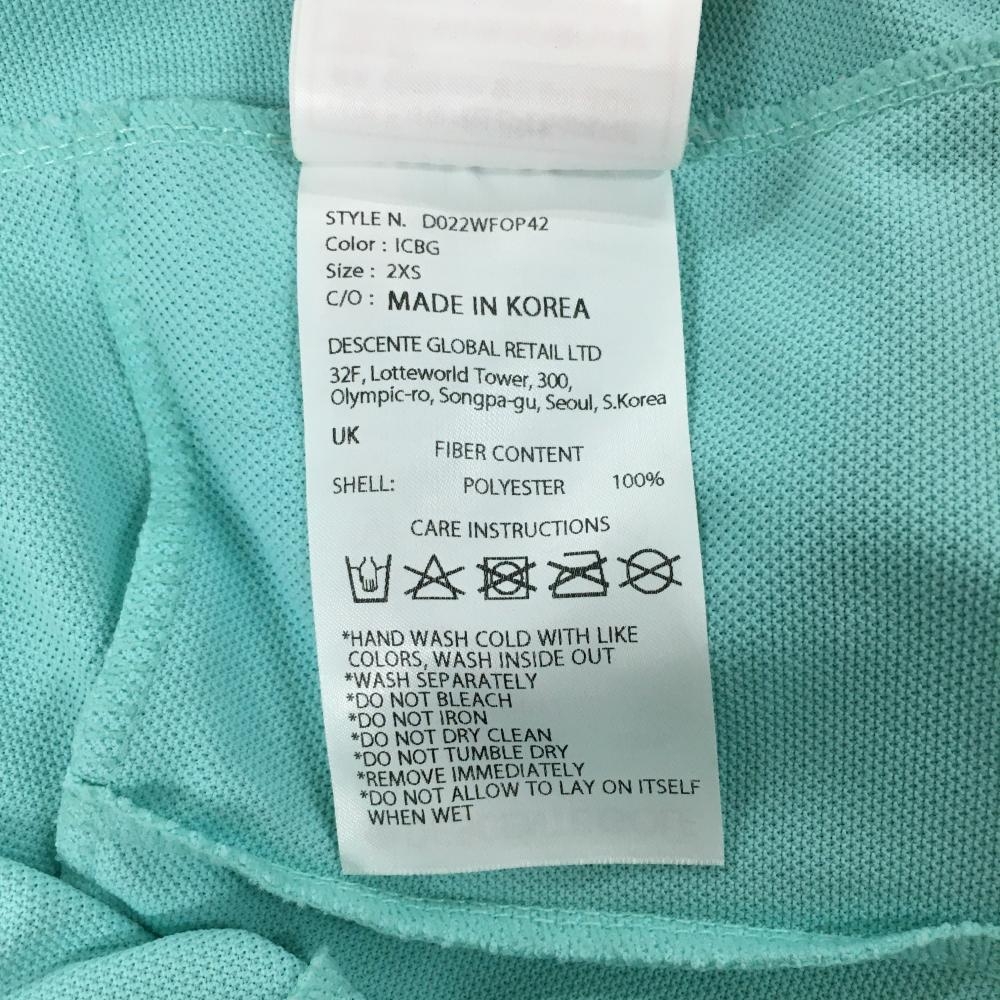 STYLE N. D022WFOP42
Color : ICBG
Size : 2XS
C/O : MADE IN KOREA
DESCENTE GLOBAL RETAIL LTD
32F, Lotteworld Tower, 300,
Olympic-ro, Songpa-gu, Seoul, S.Korea
UK
FIBER CONTENT
SHELL: POLYESTER 100%
CARE INSTRUCTIONS
*HAND WASH COLD WITH LIKE
COLORS, WASH INSIDE OUT
*WASH SEPARATELY
*DO NOT BLEACH
*DO NOT IRON
*DO NOT DRY CLEAN
*DO NOT TUMBLE DRY
*REMOVE IMMEDIATELY
*DO NOT ALLOW TO LAY ON ITSELF
WHEN WET